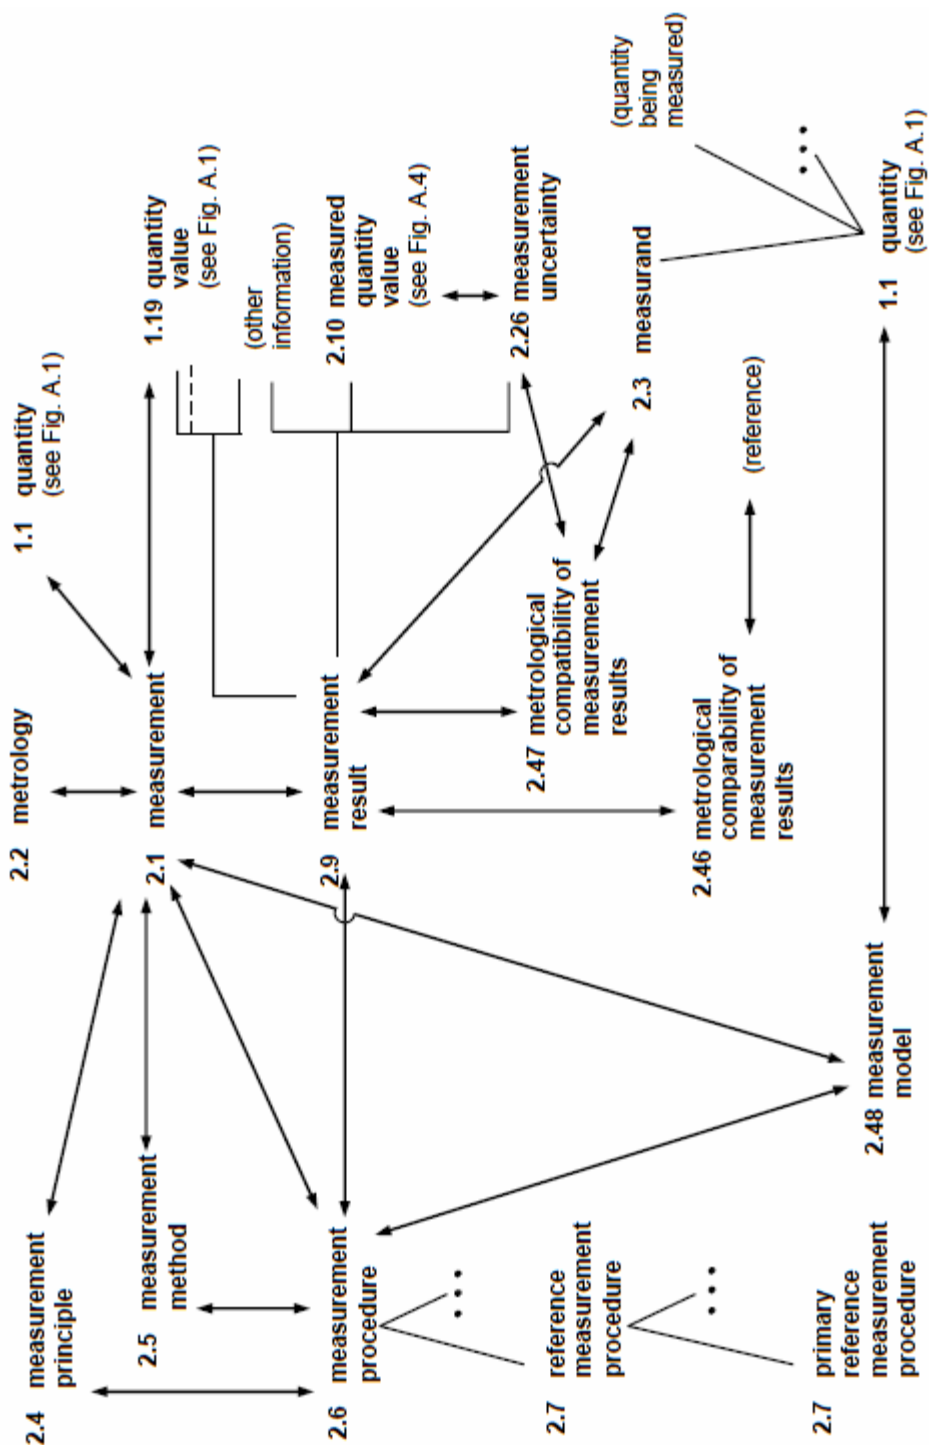 2.4 measurement
principle
2.2 metrology
1.1 quantity
(see Fig. A.1)
2.5 measurement
method
2.1 measurement
1.19 quantity
value
(see Fig. A.1)
(other
information)
2.6 measurement
procedure
2.9 measurement
result
2.10 measured
quantity
value
(see Fig. A.4)
2.7 reference
measurement
procedure
2.47 metrological
compatibility of
measurement
results
2.26 measurement
uncertainty
2.3 measurand
(quantity
being
measured)
2.46 metrological
comparability of
measurement
results
(reference)
2.7 primary
reference
measurement
procedure
2.48 measurement
model
1.1 quantity
(see Fig. A.1)